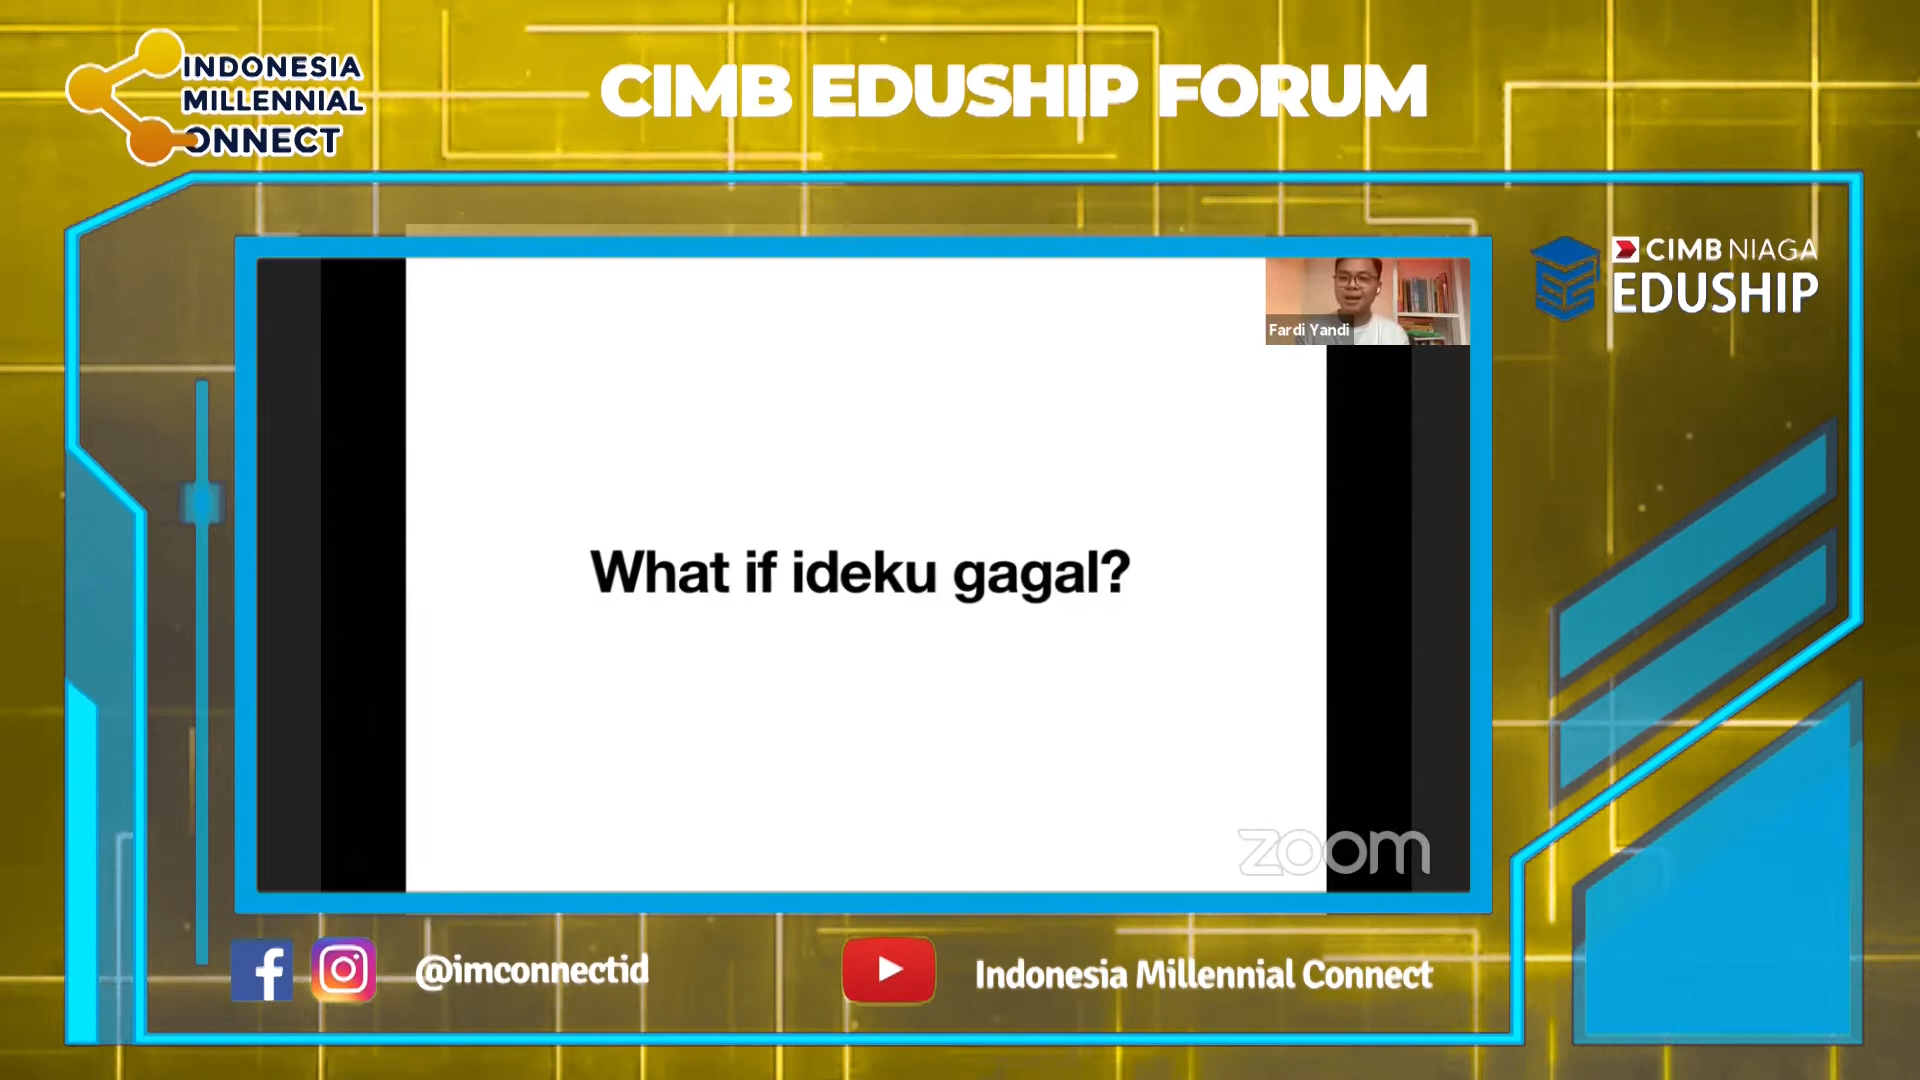 INDONESIA
MILLENNIAL
CONNECT
CIMB EDUSHIP FORUM
CIMB NIAGA
EDUSHIP
Fardi Yandi
What if ideku gagal?
zoom
@imconnectid
Indonesia Millennial Connect